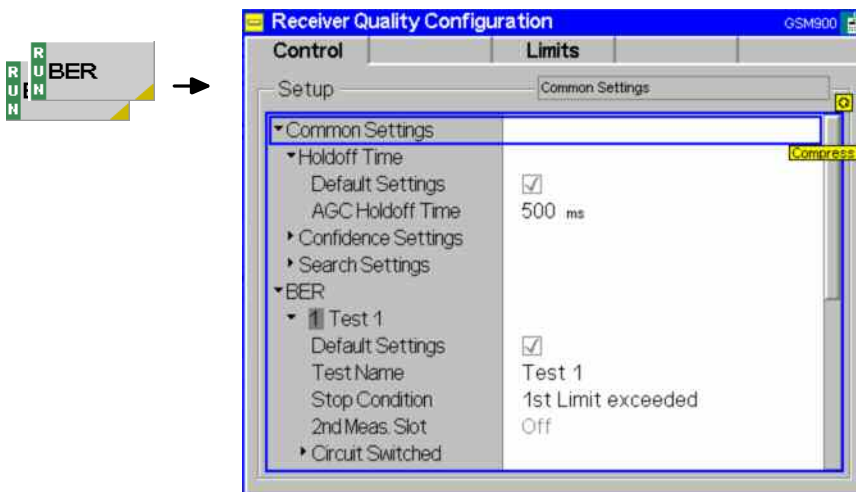 RUN
BER
RUN
Receiver Quality Configuration GSM900
Control Limits
Setup Common Settings
Common Settings
Compress
Holdoff Time
Default Settings
AGC Holdoff Time 500 ms
Confidence Settings
Search Settings
BER
1 Test 1
Default Settings
Test Name Test 1
Stop Condition 1st Limit exceeded
2nd Meas. Slot Off
Circuit Switched